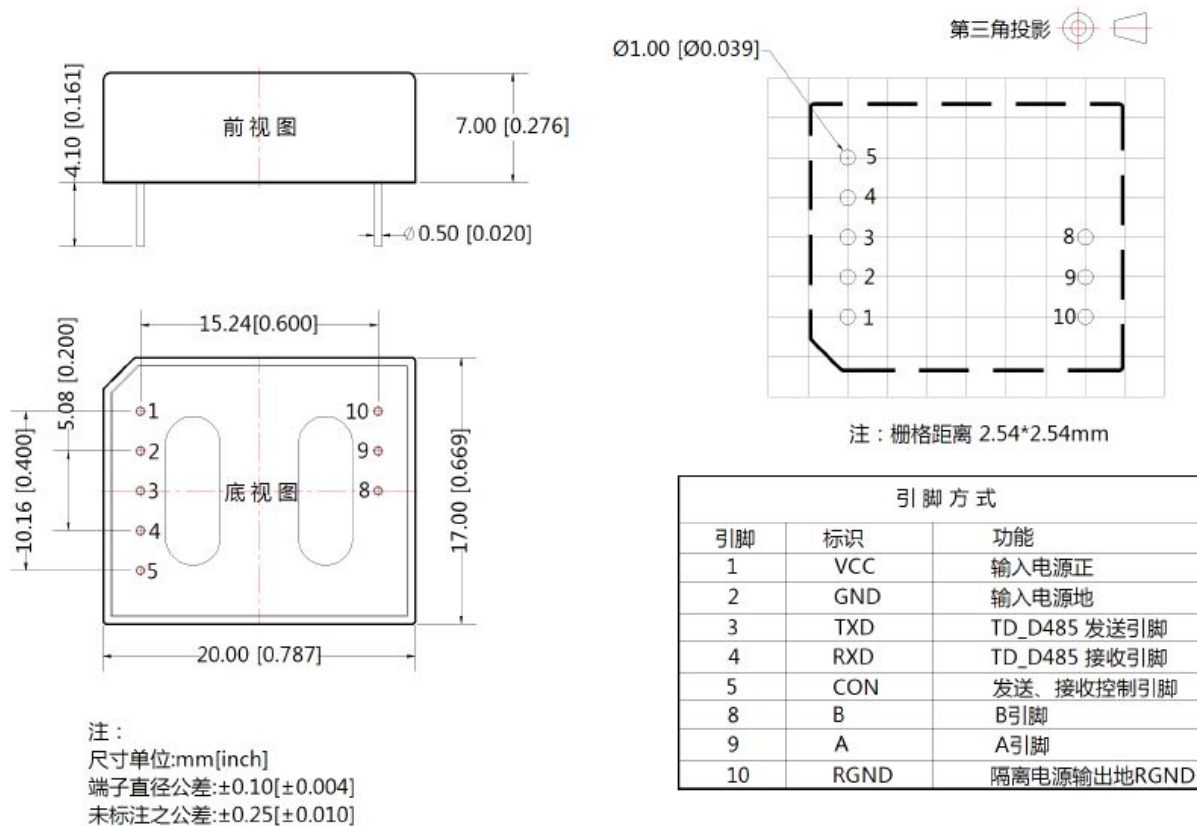 第三角投影
Ø1.00 [Ø0.039]
4.10 [0.161]
前视图
7.00 [0.276]
Ø0.50 [0.020]
5
4
3
2
1
8
9
10
注：栅格距离 2.54*2.54mm
15.24[0.600]
5.08 [0.200]
10.16 [0.400]
1
2
3
4
5
10
9
8
底视图
17.00 [0.669]
20.00 [0.787]
注：
尺寸单位:mm[inch]
端子直径公差:±0.10[±0.004]
未标注之公差:±0.25[±0.010]
引脚方式
引脚 标识 功能
1 VCC 输入电源正
2 GND 输入电源地
3 TXD TD_D485 发送引脚
4 RXD TD_D485 接收引脚
5 CON 发送、接收控制引脚
8 B B引脚
9 A A引脚
10 RGND 隔离电源输出地RGND